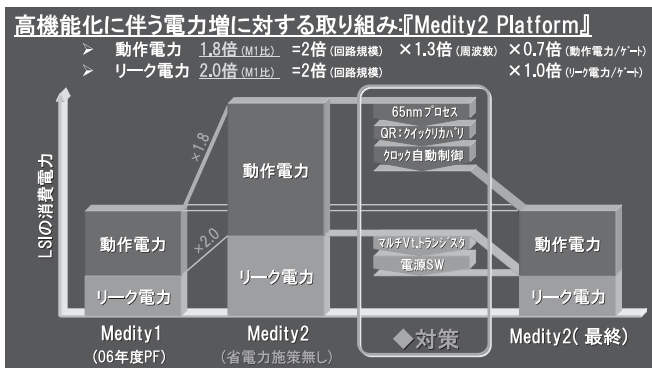 高機能化に伴う電力増に対する取り組み:『Medity2 Platform』
➢ 動作電力 1.8倍(M1比) =2倍(回路規模) ×1.3倍(周波数) ×0.7倍(動作電力/ゲート)
➢ リーク電力 2.0倍(M1比) =2倍(回路規模) ×1.0倍(リーク電力/ゲート)
LSIの消費電力
×1.8
×2.0
動作電力
リーク電力
動作電力
リーク電力
65nmプロセス
QR:クイックリカバリ
クロック自動制御
マルチVt.トランジスタ
電源SW
動作電力
リーク電力
Medity1
(06年度PF)
Medity2
(省電力施策無し)
◆対策
Medity2(最終)